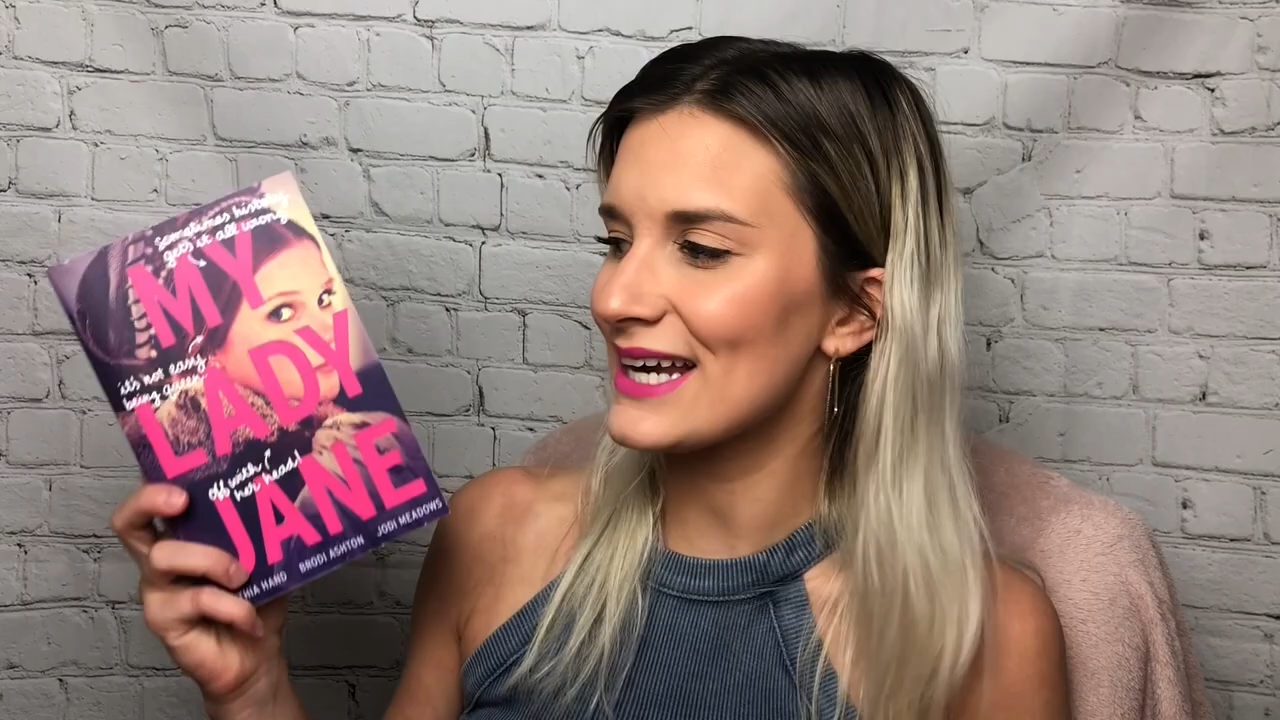 Sometimes history
gets it all wrong
MY
LADY
JANE
it's not easy
being queen
off with
her head!
BRODI ASHTON JODI MEADOWS
HAND